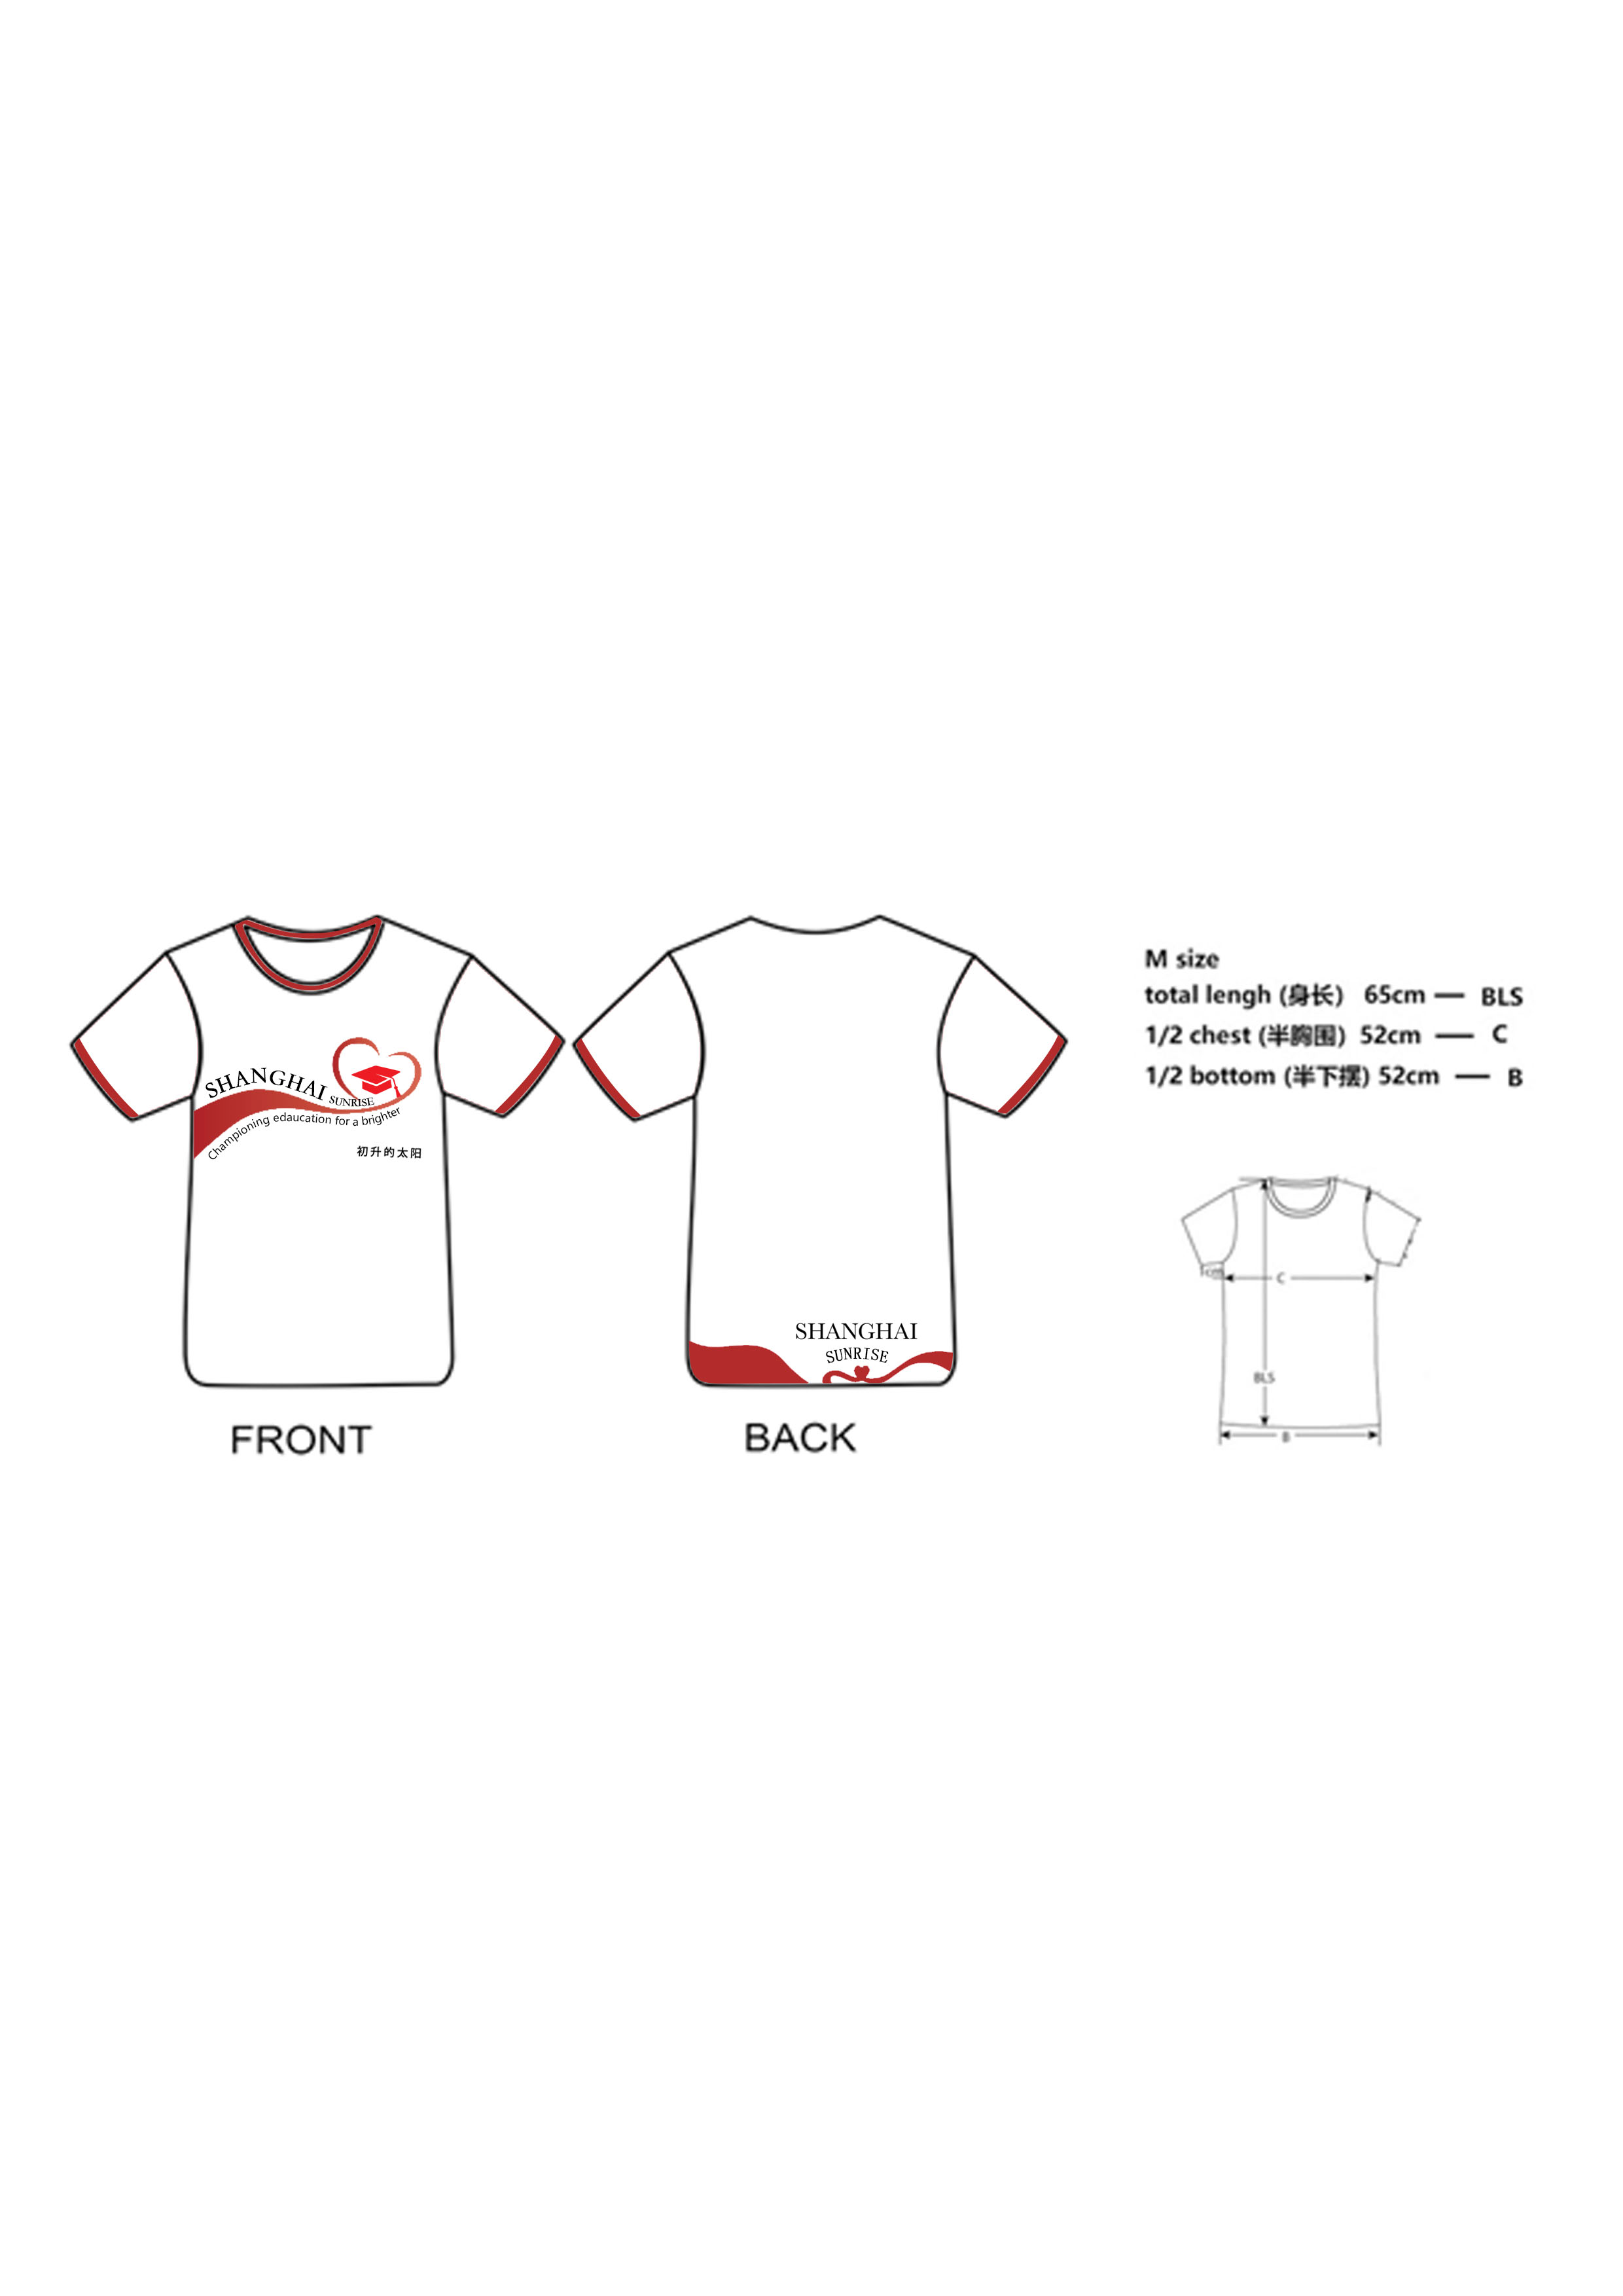 SHANGHAI
SUNRISE
Championing edaucation for a brighter
初升的太阳
FRONT
SHANGHAI
SUNRISE
BACK
M size
total lengh (身长) 65cm — BLS
1/2 chest (半胸围) 52cm — C
1/2 bottom (半下摆) 52cm — B
1cm
C
BLS
B